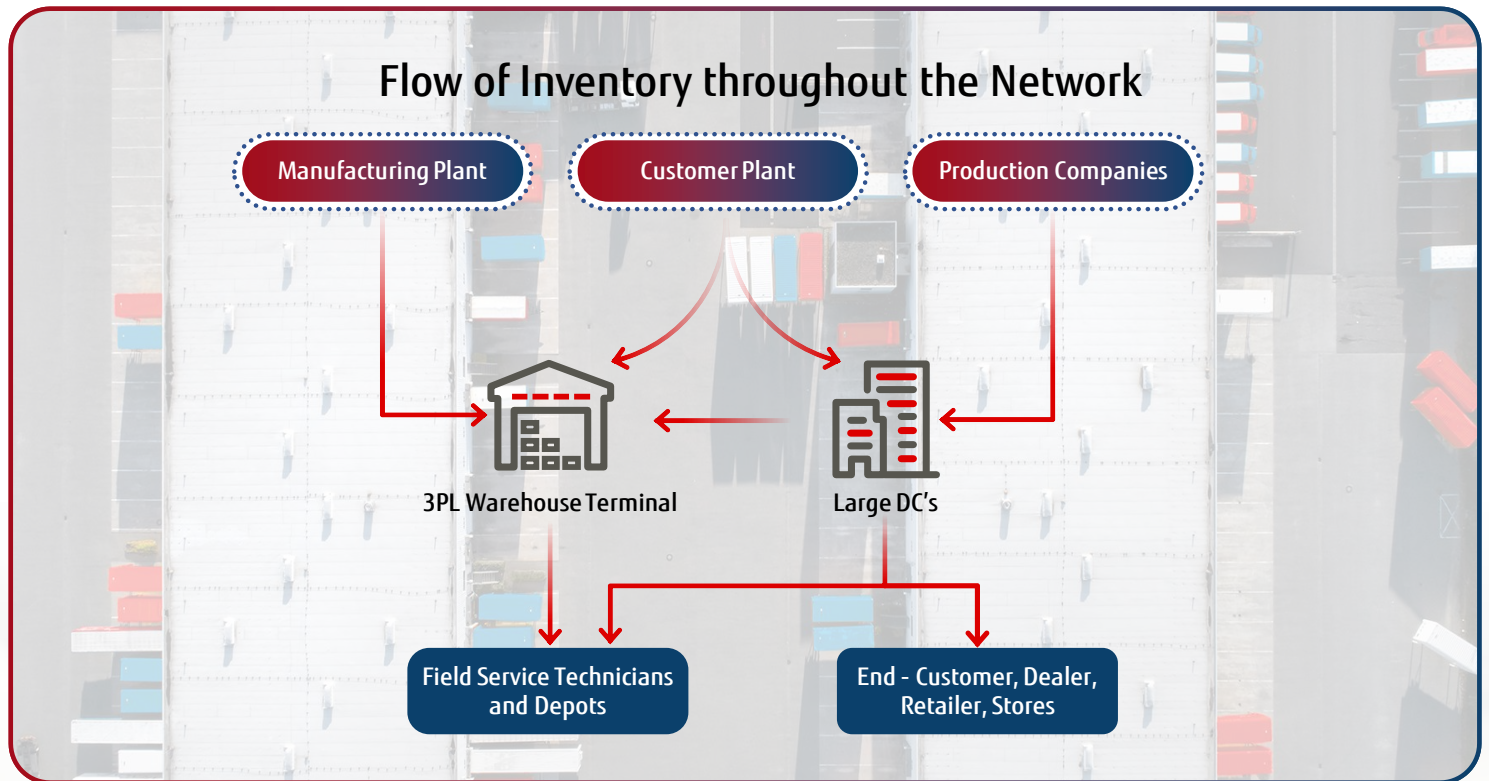 Flow of Inventory throughout the Network
Manufacturing Plant
Customer Plant
Production Companies
3PL Warehouse Terminal
Large DC's
Field Service Technicians
and Depots
End - Customer, Dealer,
Retailer, Stores